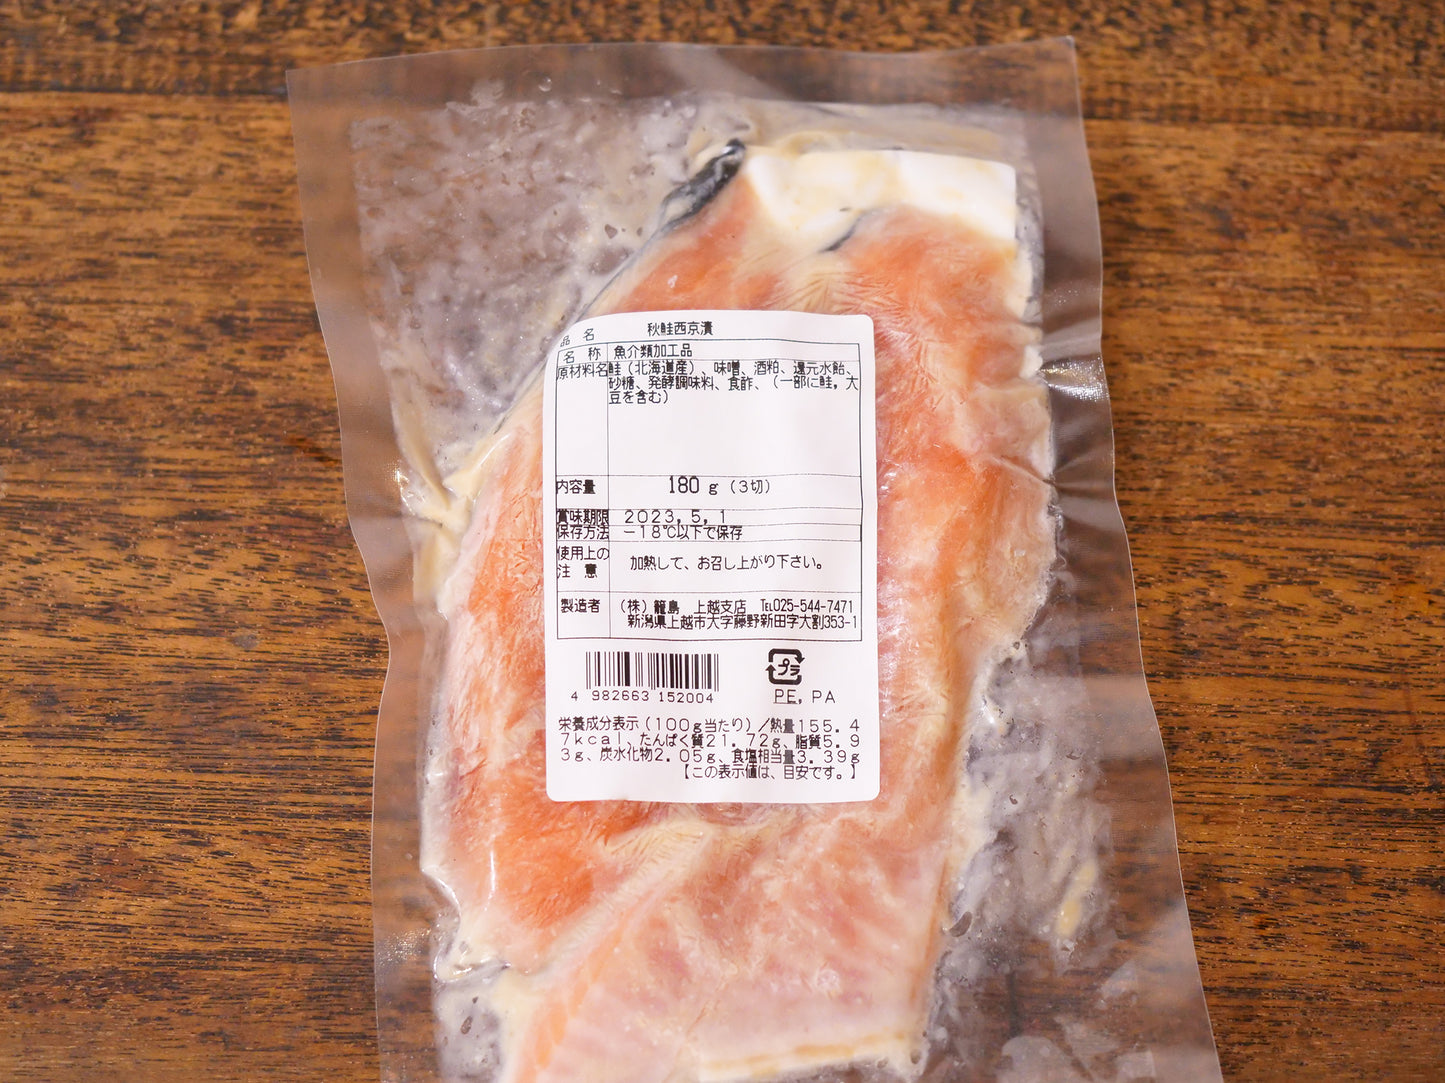 品名 秋鮭西京漬
名称 魚介類加工品
原材料名 鮭（北海道産）、味噌、酒粕、還元水飴、
砂糖、発酵調味料、食酢、（一部に鮭，大
豆を含む）
内容量 180g（3切）
賞味期限 2023，5，1
保存方法 －18℃以下で保存
使用上の注意 加熱して、お召し上がり下さい。
製造者 （株）籠島 上越支店 ℡025-544-7471
新潟県上越市大字藤野新田字大割353-1
プラ
4 982663 152004
PE，PA
栄養成分表示（100g当たり）／熱量155．4
7kcal、たんぱく質21．72g、脂質5．9
3g、炭水化物2．05g、食塩相当量3．39g
【この表示値は、目安です。】